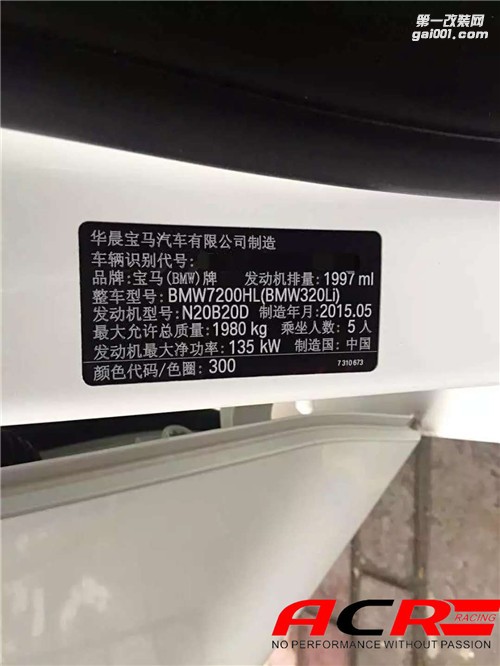 第一改装网
gai001.com
华晨宝马汽车有限公司制造
车辆识别代号:
品牌:宝马(BMW)牌 发动机排量:1997 ml
整车型号:BMW7200HL(BMW320Li)
发动机型号:N20B20D 制造年月:2015.05
最大允许总质量:1980 kg 乘坐人数:5 人
发动机最大净功率:135 kW 制造国:中国
颜色代码/色圈:300 7 310 673
ACRE
RACING
NO PERFORMANCE WITHOUT PASSION